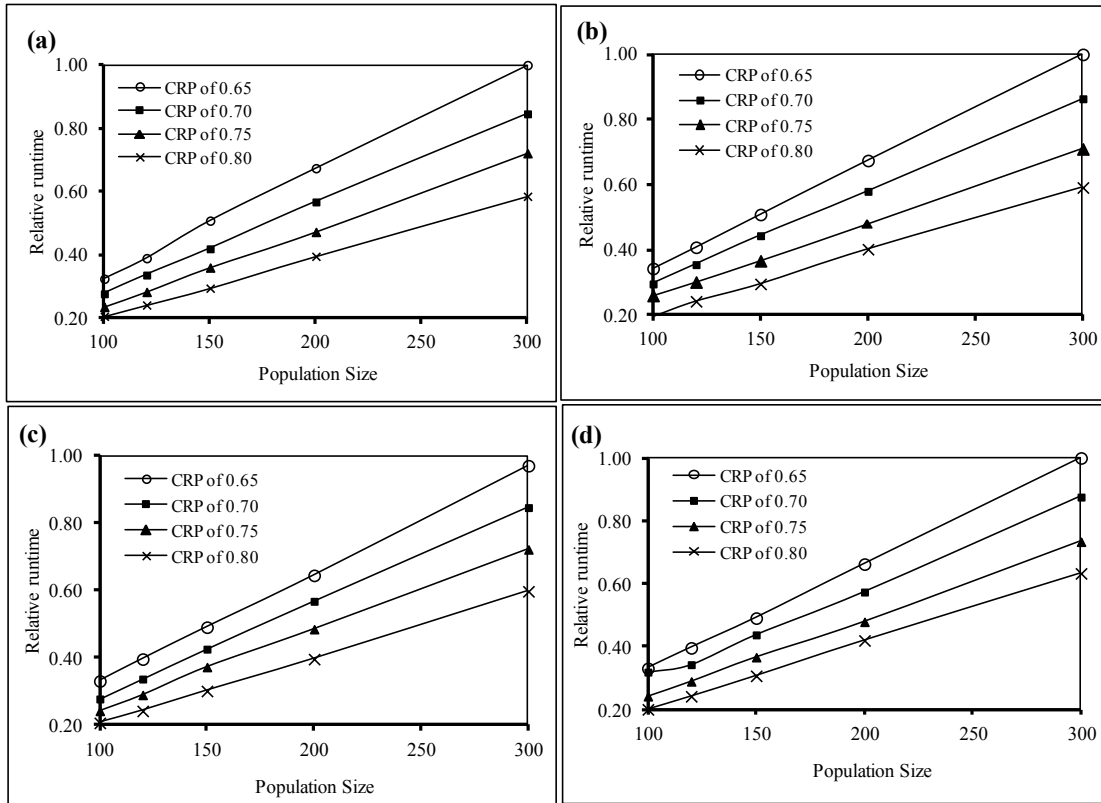 (a)
1.00
0.80
0.60
0.40
0.20
Relative runtime
CRP of 0.65
CRP of 0.70
CRP of 0.75
CRP of 0.80
100 150 200 250 300
Population Size
(b)
1.00
0.80
0.60
0.40
0.20
Relative runtime
CRP of 0.65
CRP of 0.70
CRP of 0.75
CRP of 0.80
100 150 200 250 300
Population Size
(c)
1.00
0.80
0.60
0.40
0.20
Relative runtime
CRP of 0.65
CRP of 0.70
CRP of 0.75
CRP of 0.80
100 150 200 250 300
Population Size
(d)
1.00
0.80
0.60
0.40
0.20
Relative runtime
CRP of 0.65
CRP of 0.70
CRP of 0.75
CRP of 0.80
100 150 200 250 300
Population Size